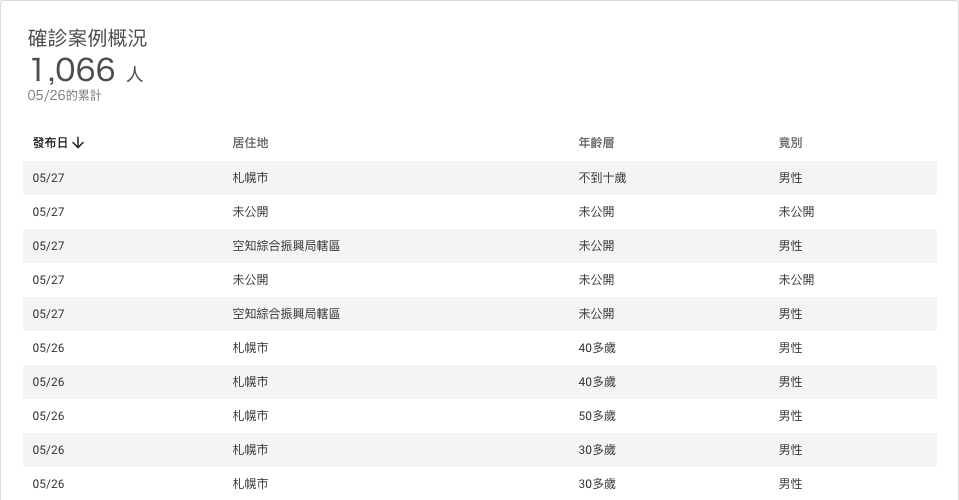 確診案例概況
1,066 人
05/26的累計
發布日↓ 居住地 年齡層 竟別
05/27 札幌市 不到十歲 男性
05/27 未公開 未公開 未公開
05/27 空知綜合振興局轄區 未公開 男性
05/27 未公開 未公開 未公開
05/27 空知綜合振興局轄區 未公開 男性
05/26 札幌市 40多歲 男性
05/26 札幌市 40多歲 男性
05/26 札幌市 50多歲 男性
05/26 札幌市 30多歲 男性
05/26 札幌市 30多歲 男性